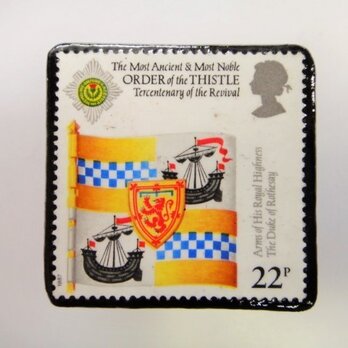 The Most Ancient & Most Noble
ORDER of the THISTLE
Tercentenary of the Revival
Arms of His Royal Highness
The Duke of Rothesay
22P
1987